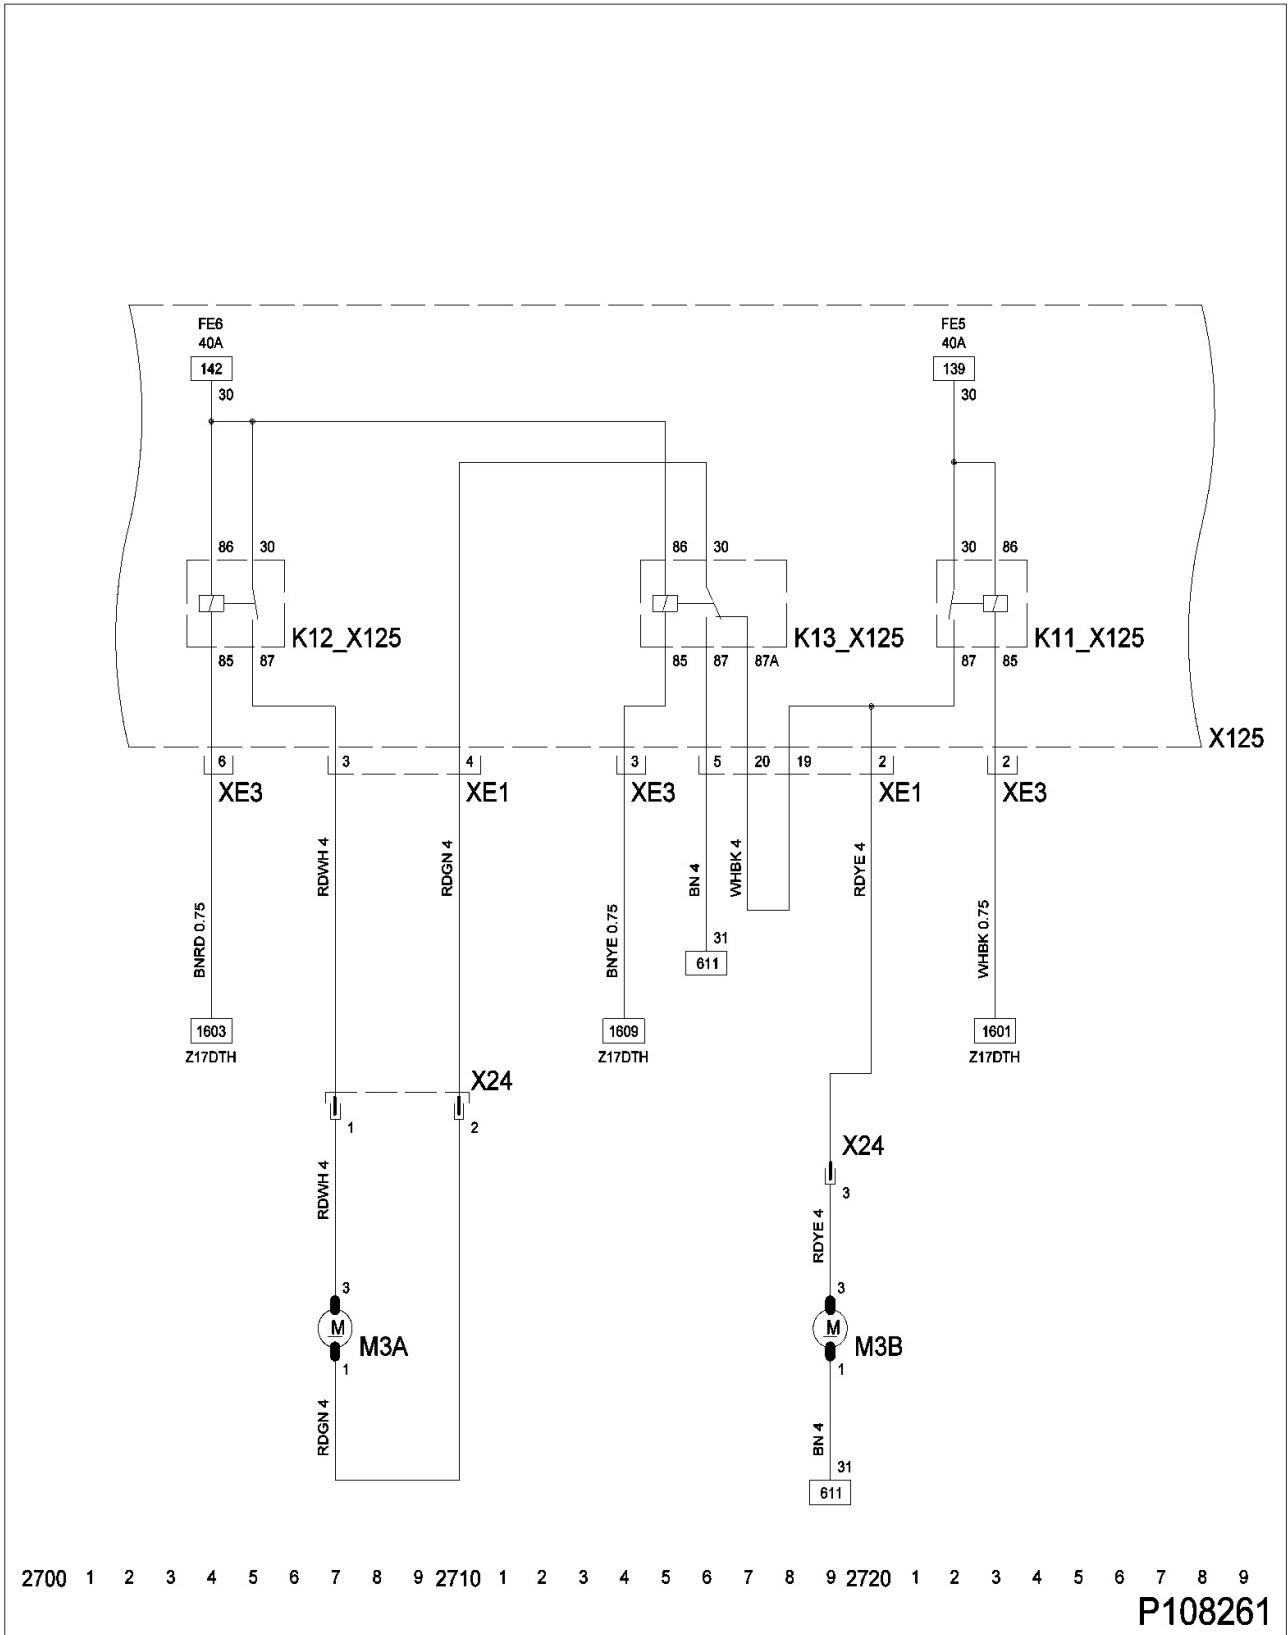 FE6 FE5
40A 40A
142 139
30 30
86 30 86 30 30 86
K12_X125 K13_X125 K11_X125
85 87 85 87 87A 87 85
X125
6 3 4 3 5 20 19 2 2
XE3 XE1 XE3 XE1 XE3
RDWH 4 RDGN 4 BN 4 WHBK 4 RDYE 4
BNRD 0.75 BNYE 0.75 WHBK 0.75
31
611
1603 1609 1601
Z17DTH Z17DTH Z17DTH
X24
1 2
X24
3
RDWH 4 RDYE 4
3 3
M M3A M M3B
1 1
RDGN 4 BN 4
31
611
2700 1 2 3 4 5 6 7 8 9 2710 1 2 3 4 5 6 7 8 9 2720 1 2 3 4 5 6 7 8 9
P108261